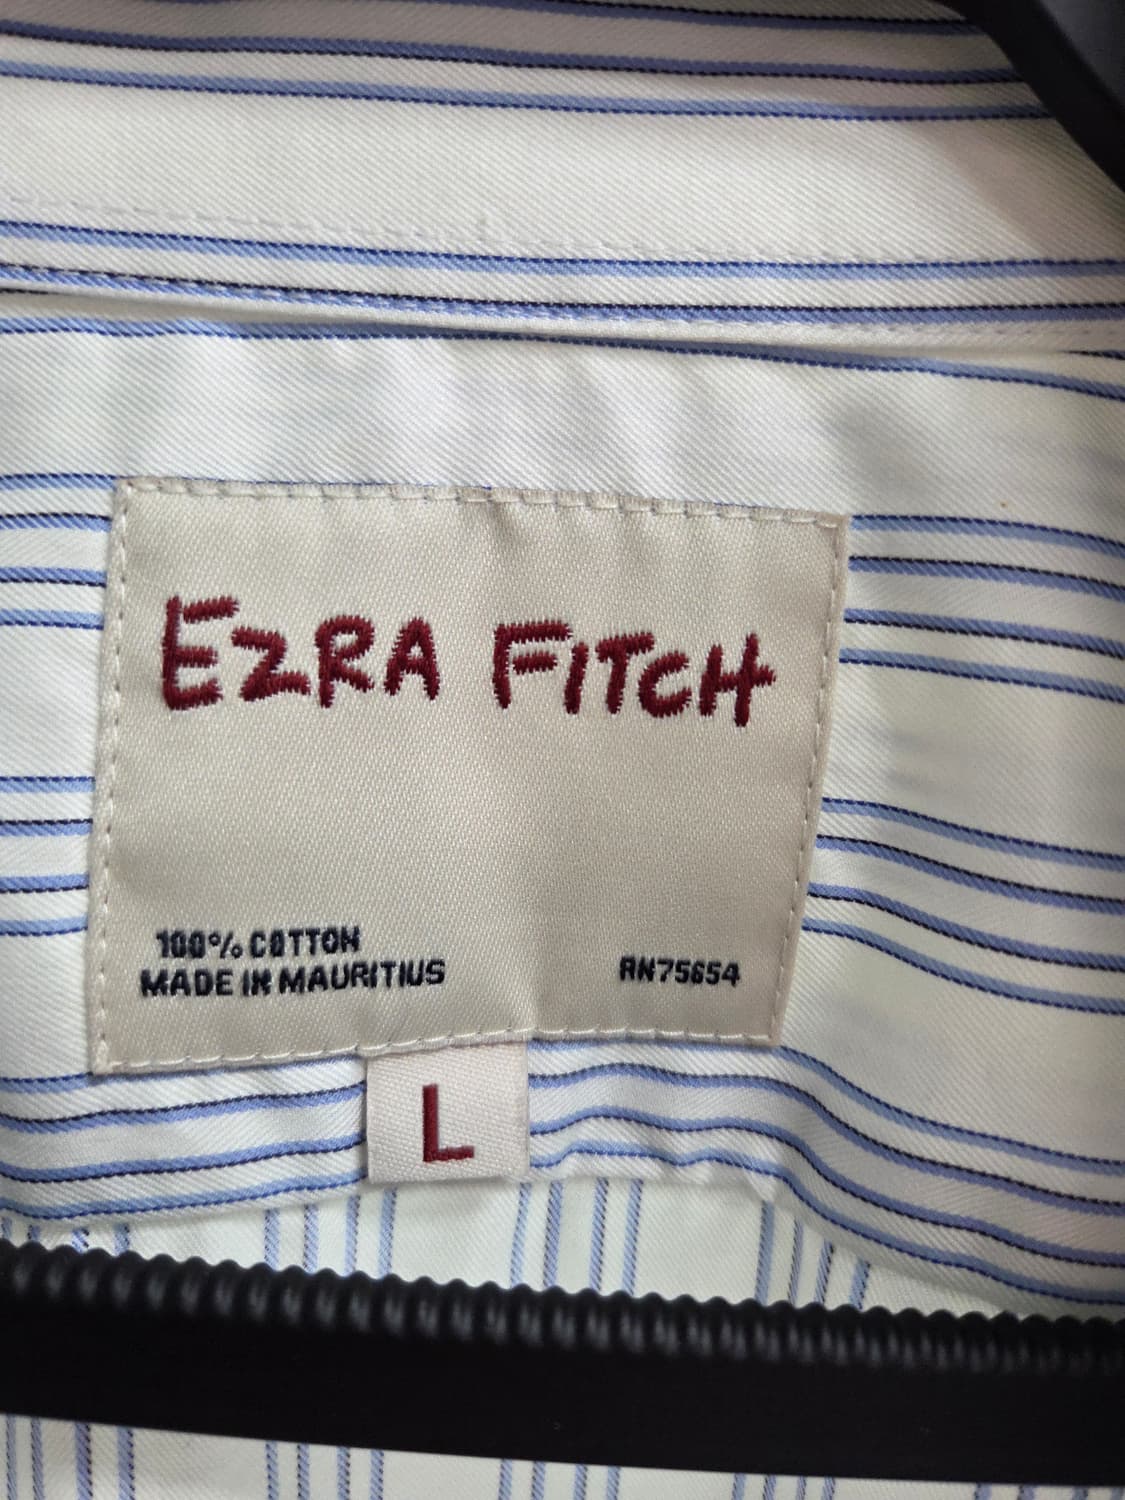 EZRA FITCH
100% COTTON
MADE IN MAURITIUS
RN75654
L